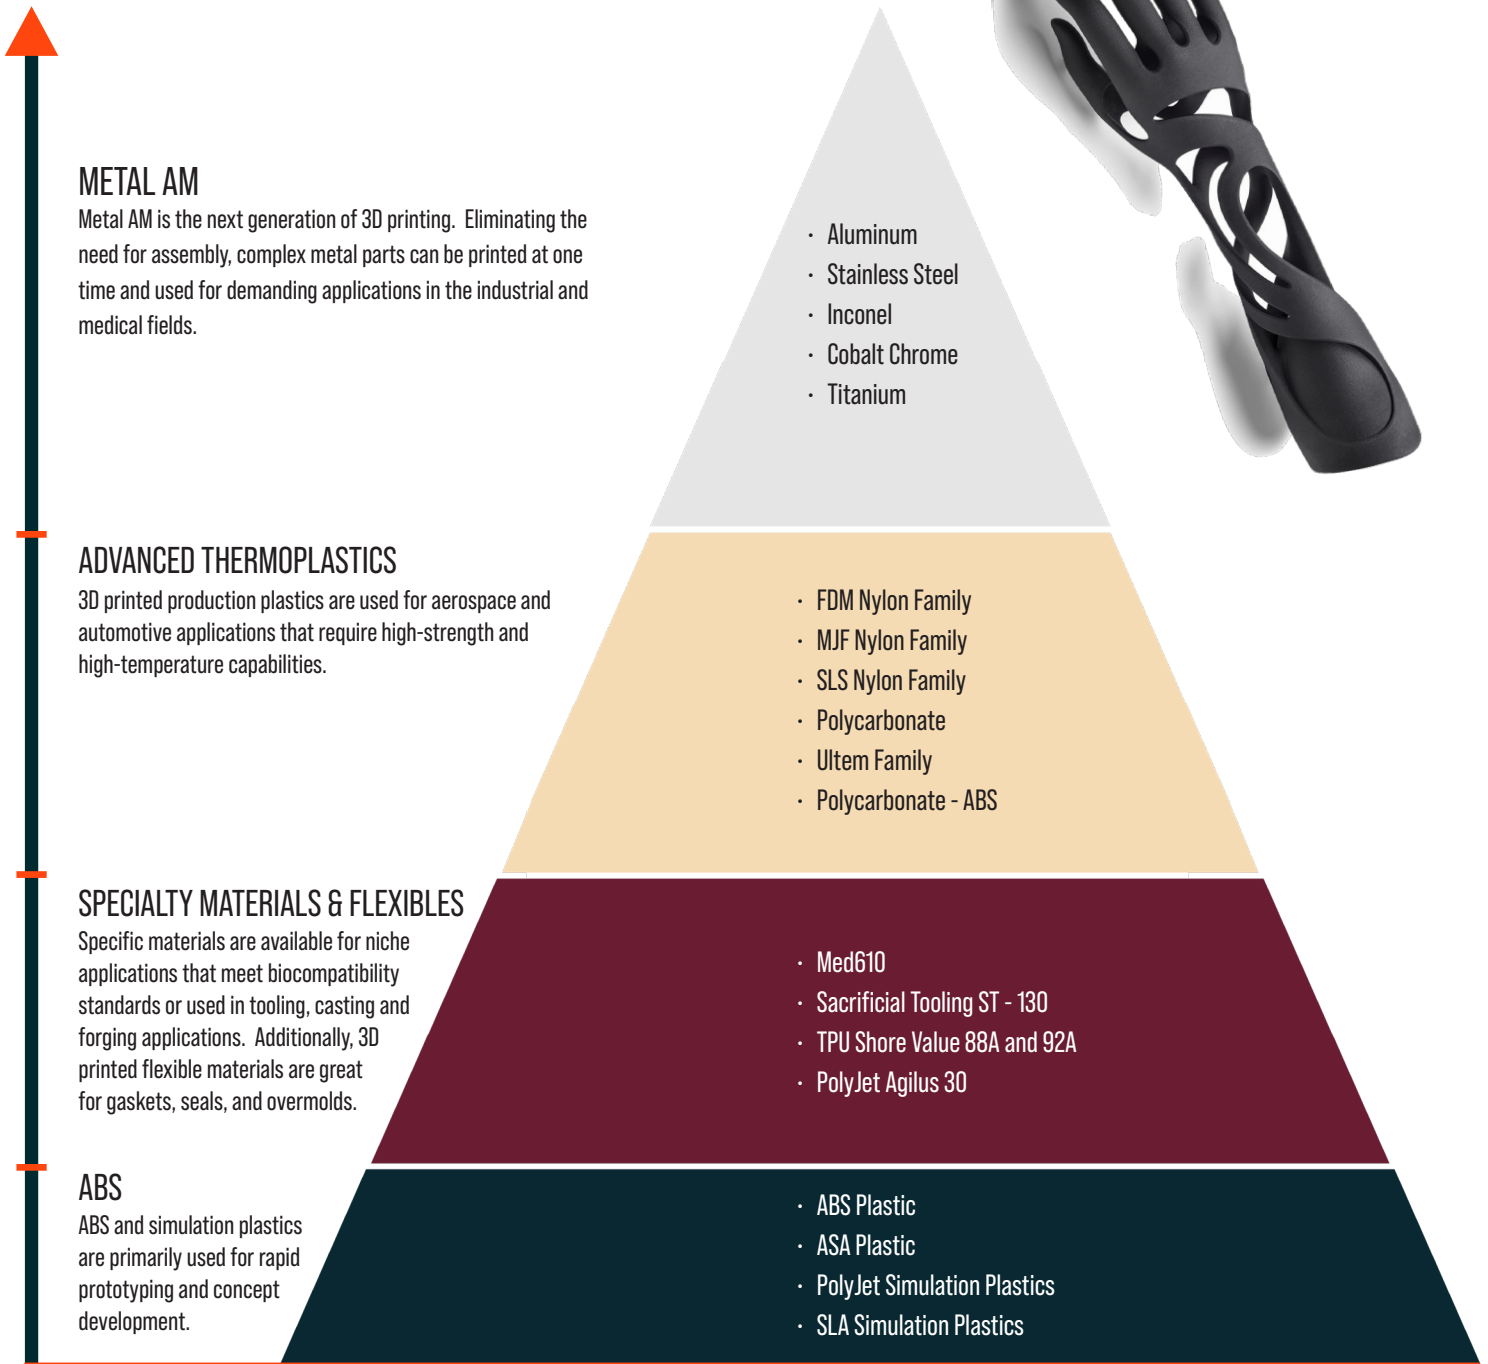 METAL AM
Metal AM is the next generation of 3D printing.  Eliminating the
need for assembly, complex metal parts can be printed at one
time and used for demanding applications in the industrial and
medical fields.
· Aluminum
· Stainless Steel
· Inconel
· Cobalt Chrome
· Titanium
ADVANCED THERMOPLASTICS
3D printed production plastics are used for aerospace and
automotive applications that require high-strength and
high-temperature capabilities.
· FDM Nylon Family
· MJF Nylon Family
· SLS Nylon Family
· Polycarbonate
· Ultem Family
· Polycarbonate - ABS
SPECIALTY MATERIALS & FLEXIBLES
Specific materials are available for niche
applications that meet biocompatibility
standards or used in tooling, casting and
forging applications.  Additionally, 3D
printed flexible materials are great
for gaskets, seals, and overmolds.
· Med610
· Sacrificial Tooling ST - 130
· TPU Shore Value 88A and 92A
· PolyJet Agilus 30
ABS
ABS and simulation plastics
are primarily used for rapid
prototyping and concept
development.
· ABS Plastic
· ASA Plastic
· PolyJet Simulation Plastics
· SLA Simulation Plastics